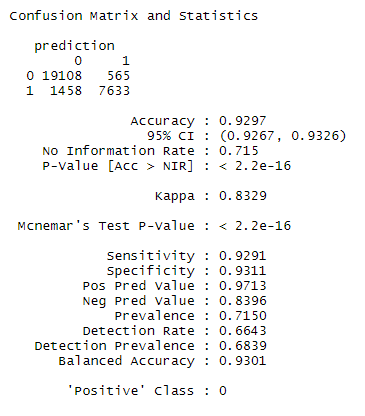 Confusion Matrix and Statistics
prediction
0 1
0 19108 565
1 1458 7633
Accuracy : 0.9297
95% CI : (0.9267, 0.9326)
No Information Rate : 0.715
P-Value [Acc > NIR] : < 2.2e-16
Kappa : 0.8329
Mcnemar's Test P-Value : < 2.2e-16
Sensitivity : 0.9291
Specificity : 0.9311
Pos Pred Value : 0.9713
Neg Pred Value : 0.8396
Prevalence : 0.7150
Detection Rate : 0.6643
Detection Prevalence : 0.6839
Balanced Accuracy : 0.9301
'Positive' Class : 0